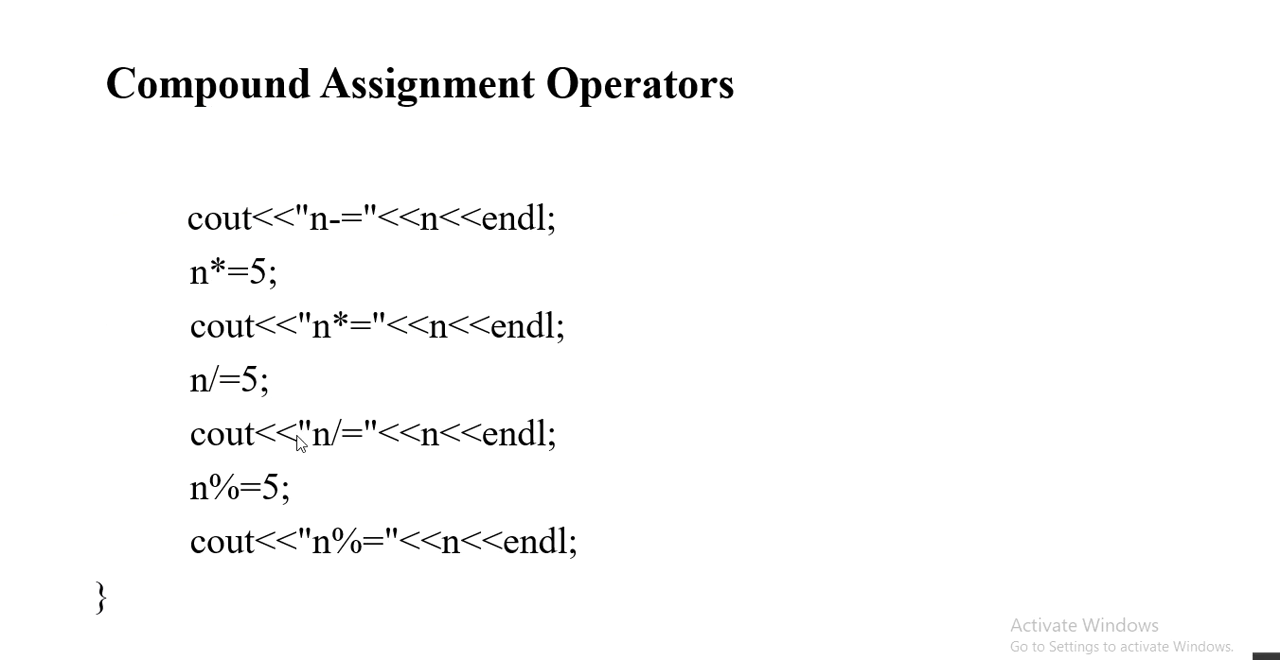 Compound Assignment Operators
cout<<"n-="<<n<<endl;
n*=5;
cout<<"n*="<<n<<endl;
n/=5;
cout<<"n/="<<n<<endl;
n%=5;
cout<<"n%="<<n<<endl;
}
Activate Windows
Go to Settings to activate Windows.